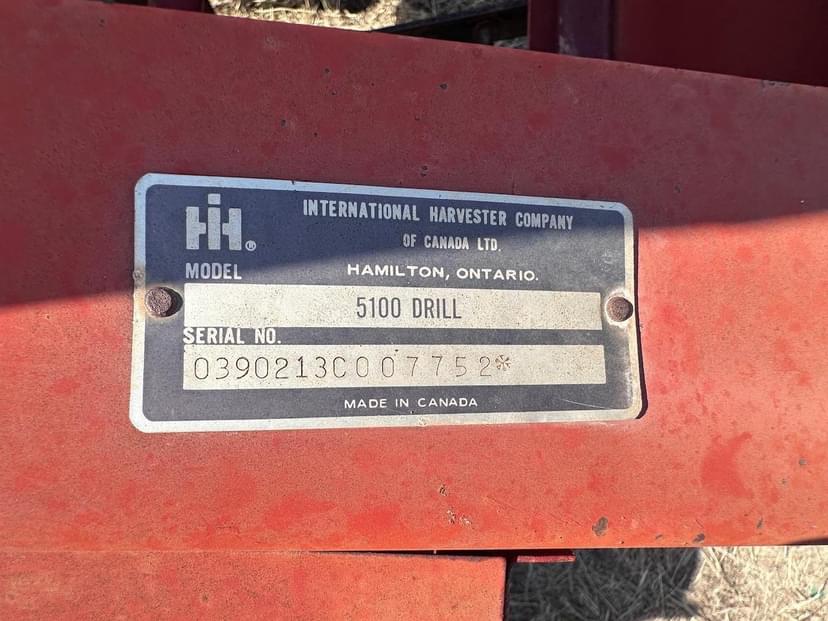 IH® INTERNATIONAL HARVESTER COMPANY
OF CANADA LTD.
MODEL HAMILTON, ONTARIO.
5100 DRILL
SERIAL NO.
0390213C007752*
MADE IN CANADA